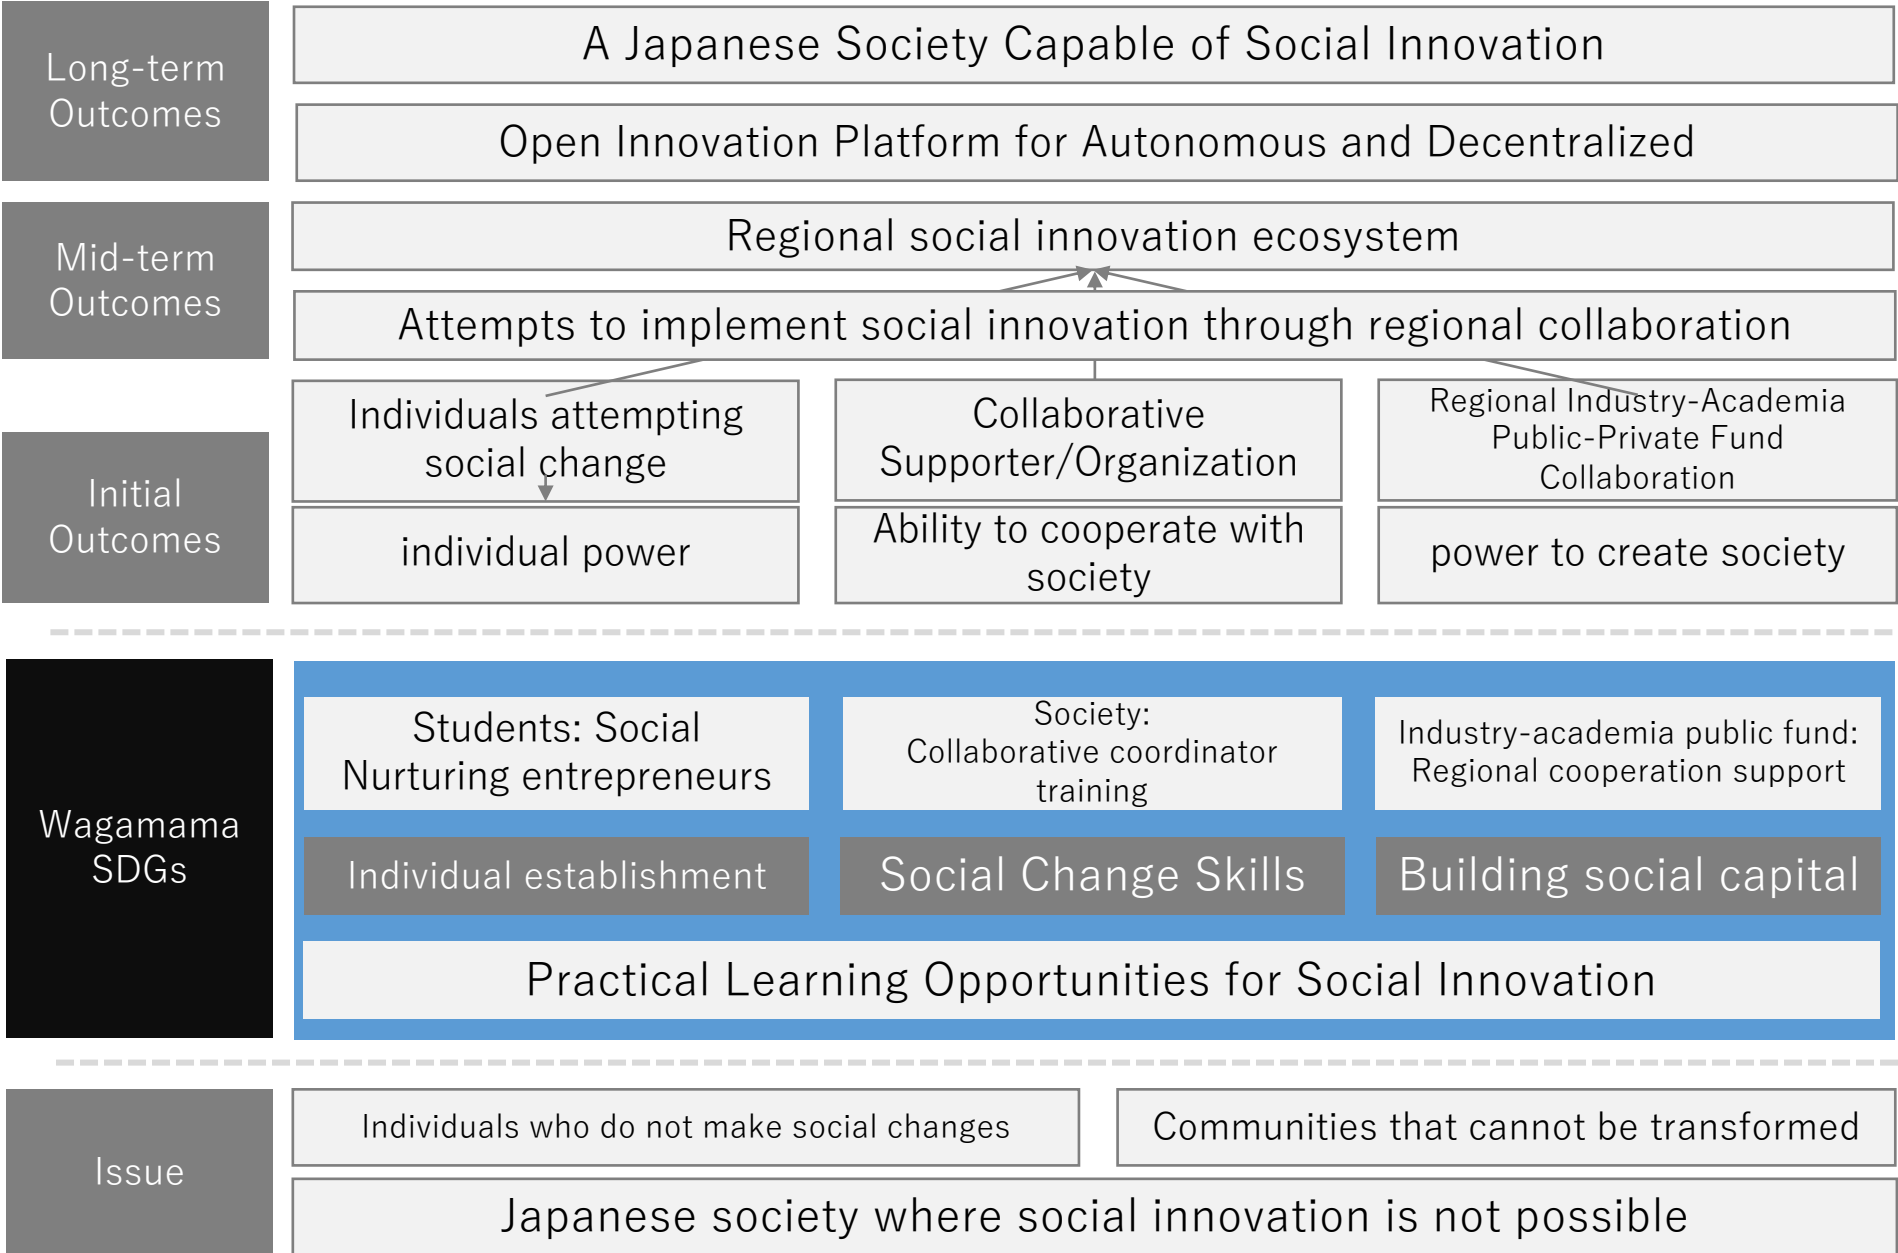 Long-term
Outcomes
A Japanese Society Capable of Social Innovation
Open Innovation Platform for Autonomous and Decentralized
Mid-term
Outcomes
Regional social innovation ecosystem
Attempts to implement social innovation through regional collaboration
Initial
Outcomes
Individuals attempting
social change
Collaborative
Supporter/Organization
Regional Industry-Academia
Public-Private Fund
Collaboration
individual power
Ability to cooperate with
society
power to create society
Wagamama
SDGs
Students: Social
Nurturing entrepreneurs
Society:
Collaborative coordinator
training
Industry-academia public fund:
Regional cooperation support
Individual establishment
Social Change Skills
Building social capital
Practical Learning Opportunities for Social Innovation
Issue
Individuals who do not make social changes
Communities that cannot be transformed
Japanese society where social innovation is not possible